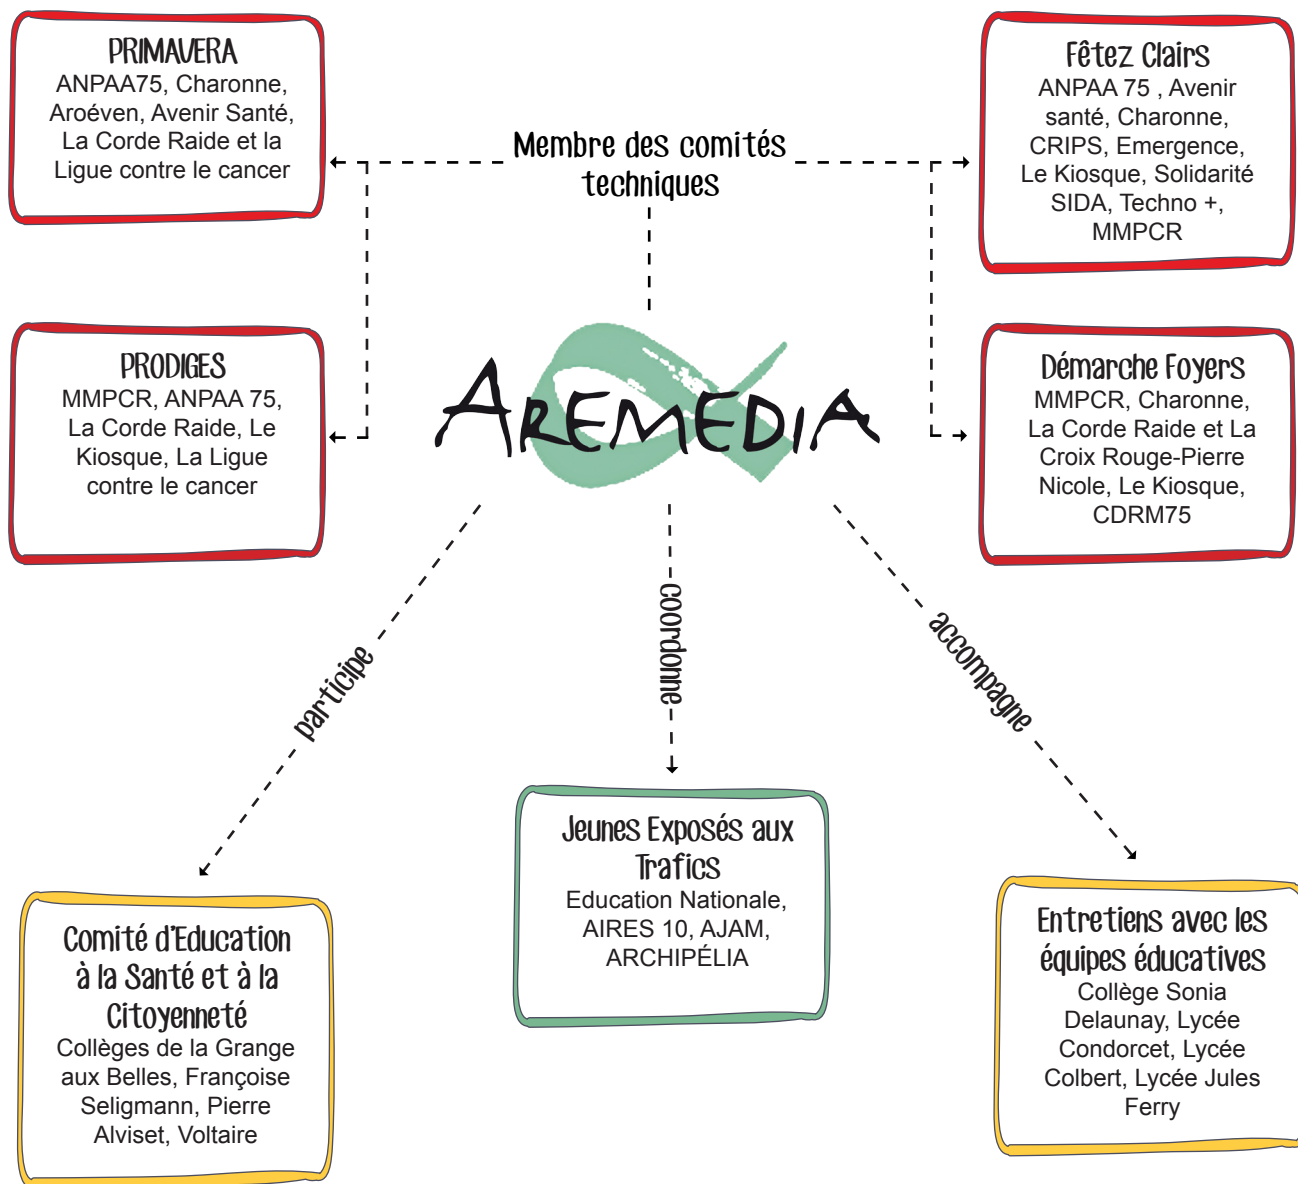 PRIMAVERA
ANPAA75, Charonne,
Aroéven, Avenir Santé,
La Corde Raide et la
Ligue contre le cancer
Membre des comités
techniques
Fêtez Clairs
ANPAA 75 , Avenir
santé, Charonne,
CRIPS, Emergence,
Le Kiosque, Solidarité
SIDA, Techno +,
MMPCR
PRODIGES
MMPCR, ANPAA 75,
La Corde Raide, Le
Kiosque, La Ligue
contre le cancer
AREMEDIA
Démarche Foyers
MMPCR, Charonne,
La Corde Raide et La
Croix Rouge-Pierre
Nicole, Le Kiosque,
CDRM75
participe
coordonne
accompagne
Comité d'Education
à la Santé et à la
Citoyenneté
Collèges de la Grange
aux Belles, Françoise
Seligmann, Pierre
Alviset, Voltaire
Jeunes Exposés aux
Trafics
Education Nationale,
AIRES 10, AJAM,
ARCHIPÉLIA
Entretiens avec les
équipes éducatives
Collège Sonia
Delaunay, Lycée
Condorcet, Lycée
Colbert, Lycée Jules
Ferry